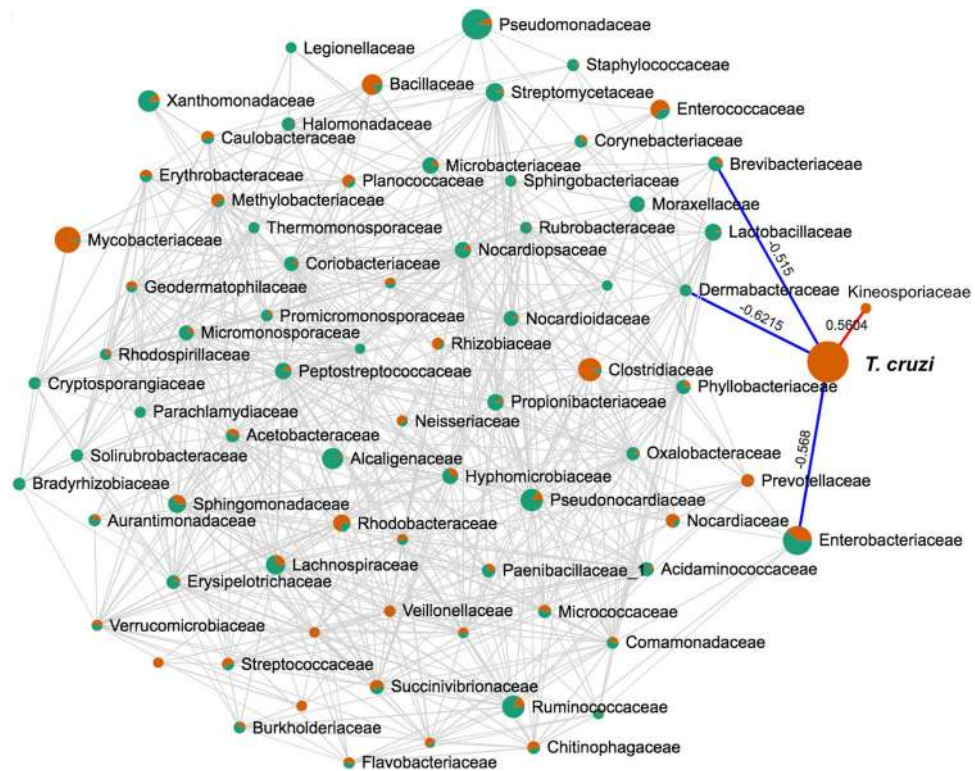 Pseudomonadaceae
Legionellaceae
Staphylococcaceae
Bacillaceae
Streptomycetaceae
Xanthomonadaceae
Enterococcaceae
Halomonadaceae
Caulobacteraceae
Corynebacteriaceae
Microbacteriaceae
Brevibacteriaceae
Erythrobacteraceae
Planococcaceae
Sphingobacteriaceae
Methylobacteriaceae
Moraxellaceae
Thermomonosporaceae
Rubrobacteraceae
Lactobacillaceae
Mycobacteriaceae
Nocardiopsaceae
-0.515
Coriobacteriaceae
Geodermatophilaceae
Dermabacteraceae
Kineosporiaceae
-0.6215
0.5604
Promicromonosporaceae
Nocardioidaceae
Micromonosporaceae
Rhizobiaceae
Rhodospirillaceae
T. cruzi
Peptostreptococcaceae
Clostridiaceae
Cryptosporangiaceae
Phyllobacteriaceae
Propionibacteriaceae
Parachlamydiaceae
Neisseriaceae
Acetobacteraceae
Solirubrobacteraceae
Alcaligenaceae
Oxalobacteraceae
-0.568
Hyphomicrobiaceae
Bradyrhizobiaceae
Prevotellaceae
Sphingomonadaceae
Pseudonocardiaceae
Aurantimonadaceae
Rhodobacteraceae
Nocardiaceae
Enterobacteriaceae
Lachnospiraceae
Paenibacillaceae_1
Acidaminococcaceae
Erysipelotrichaceae
Veillonellaceae
Micrococcaceae
Verrucomicrobiaceae
Comamonadaceae
Streptococcaceae
Succinivibrionaceae
Ruminococcaceae
Burkholderiaceae
Chitinophagaceae
Flavobacteriaceae